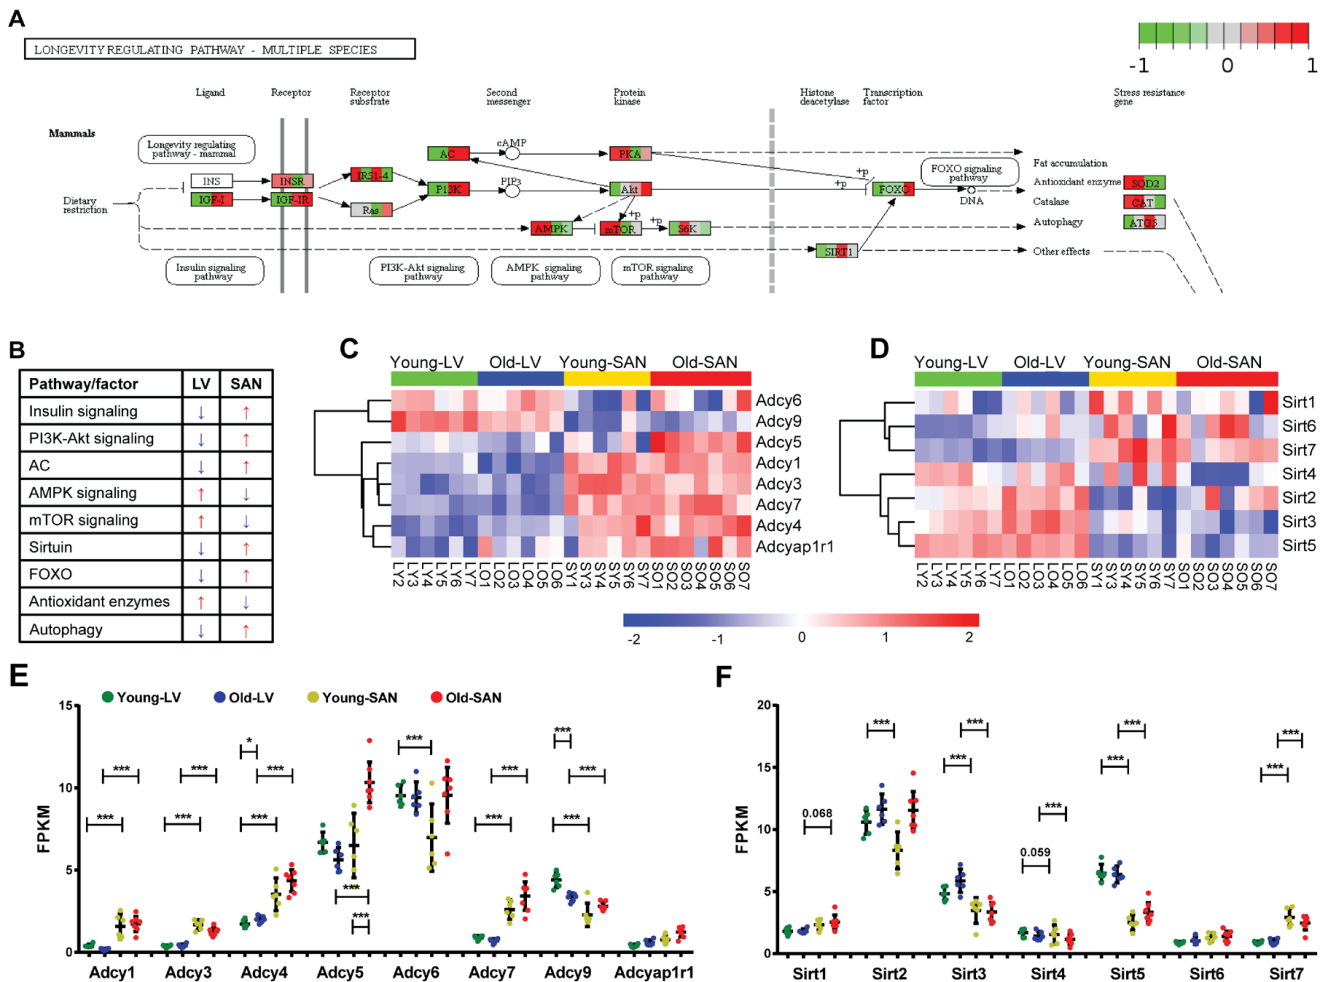 A
LONGEVITY REGULATING PATHWAY - MULTIPLE SPECIES
-1 0 1
Ligand
Receptor
Receptor
substrate
Second
messenger
Protein
kinase
Histone
deacetylase
Transcription
factor
Stress resistance
gene
Mammals
Longevity regulating
pathway - mammal
Dietary
restriction
INS
INSR
IGF-I
IGF-IR
IRS1-4
Ras
AC
PI3K
cAMP
PIP3
PKA
Akt
AMPK
mTOR
S6K
SIRT1
FOXO
+p
+p
+p
+p
DNA
FOXO signaling
pathway
Fat accumulation
Antioxidant enzyme
Catalase
Autophagy
Other effects
SOD2
CAT
ATG5
Insulin signaling
pathway
PI3K-Akt signaling
pathway
AMPK signaling
pathway
mTOR signaling
pathway
B
Pathway/factor LV SAN
Insulin signaling ↓ ↑
PI3K-Akt signaling ↓ ↑
AC ↓ ↑
AMPK signaling ↑ ↓
mTOR signaling ↑ ↓
Sirtuin ↓ ↑
FOXO ↓ ↑
Antioxidant enzymes ↑ ↓
Autophagy ↓ ↑
C
Young-LV Old-LV Young-SAN Old-SAN
Adcy6
Adcy9
Adcy5
Adcy1
Adcy3
Adcy7
Adcy4
Adcyap1r1
LY2 LY3 LY4 LY5 LY6 LY7 LO1 LO2 LO3 LO4 LO5 LO6 SY1 SY3 SY4 SY5 SY6 SY7 SO1 SO2 SO3 SO4 SO5 SO6 SO7
D
Young-LV Old-LV Young-SAN Old-SAN
Sirt1
Sirt6
Sirt7
Sirt4
Sirt2
Sirt3
Sirt5
LY2 LY3 LY4 LY5 LY6 LY7 LO1 LO2 LO3 LO4 LO5 LO6 SY1 SY3 SY4 SY5 SY6 SY7 SO1 SO2 SO3 SO4 SO5 SO6 SO7
-2 -1 0 1 2
E
Young-LV Old-LV Young-SAN Old-SAN
FPKM
15
10
5
0
*** *** *** *** * *** *** *** *** *** *** *** *** *** ***
Adcy1 Adcy3 Adcy4 Adcy5 Adcy6 Adcy7 Adcy9 Adcyap1r1
F
FPKM
20
15
10
5
0
0.068 *** *** *** 0.059 *** *** *** *** ***
Sirt1 Sirt2 Sirt3 Sirt4 Sirt5 Sirt6 Sirt7